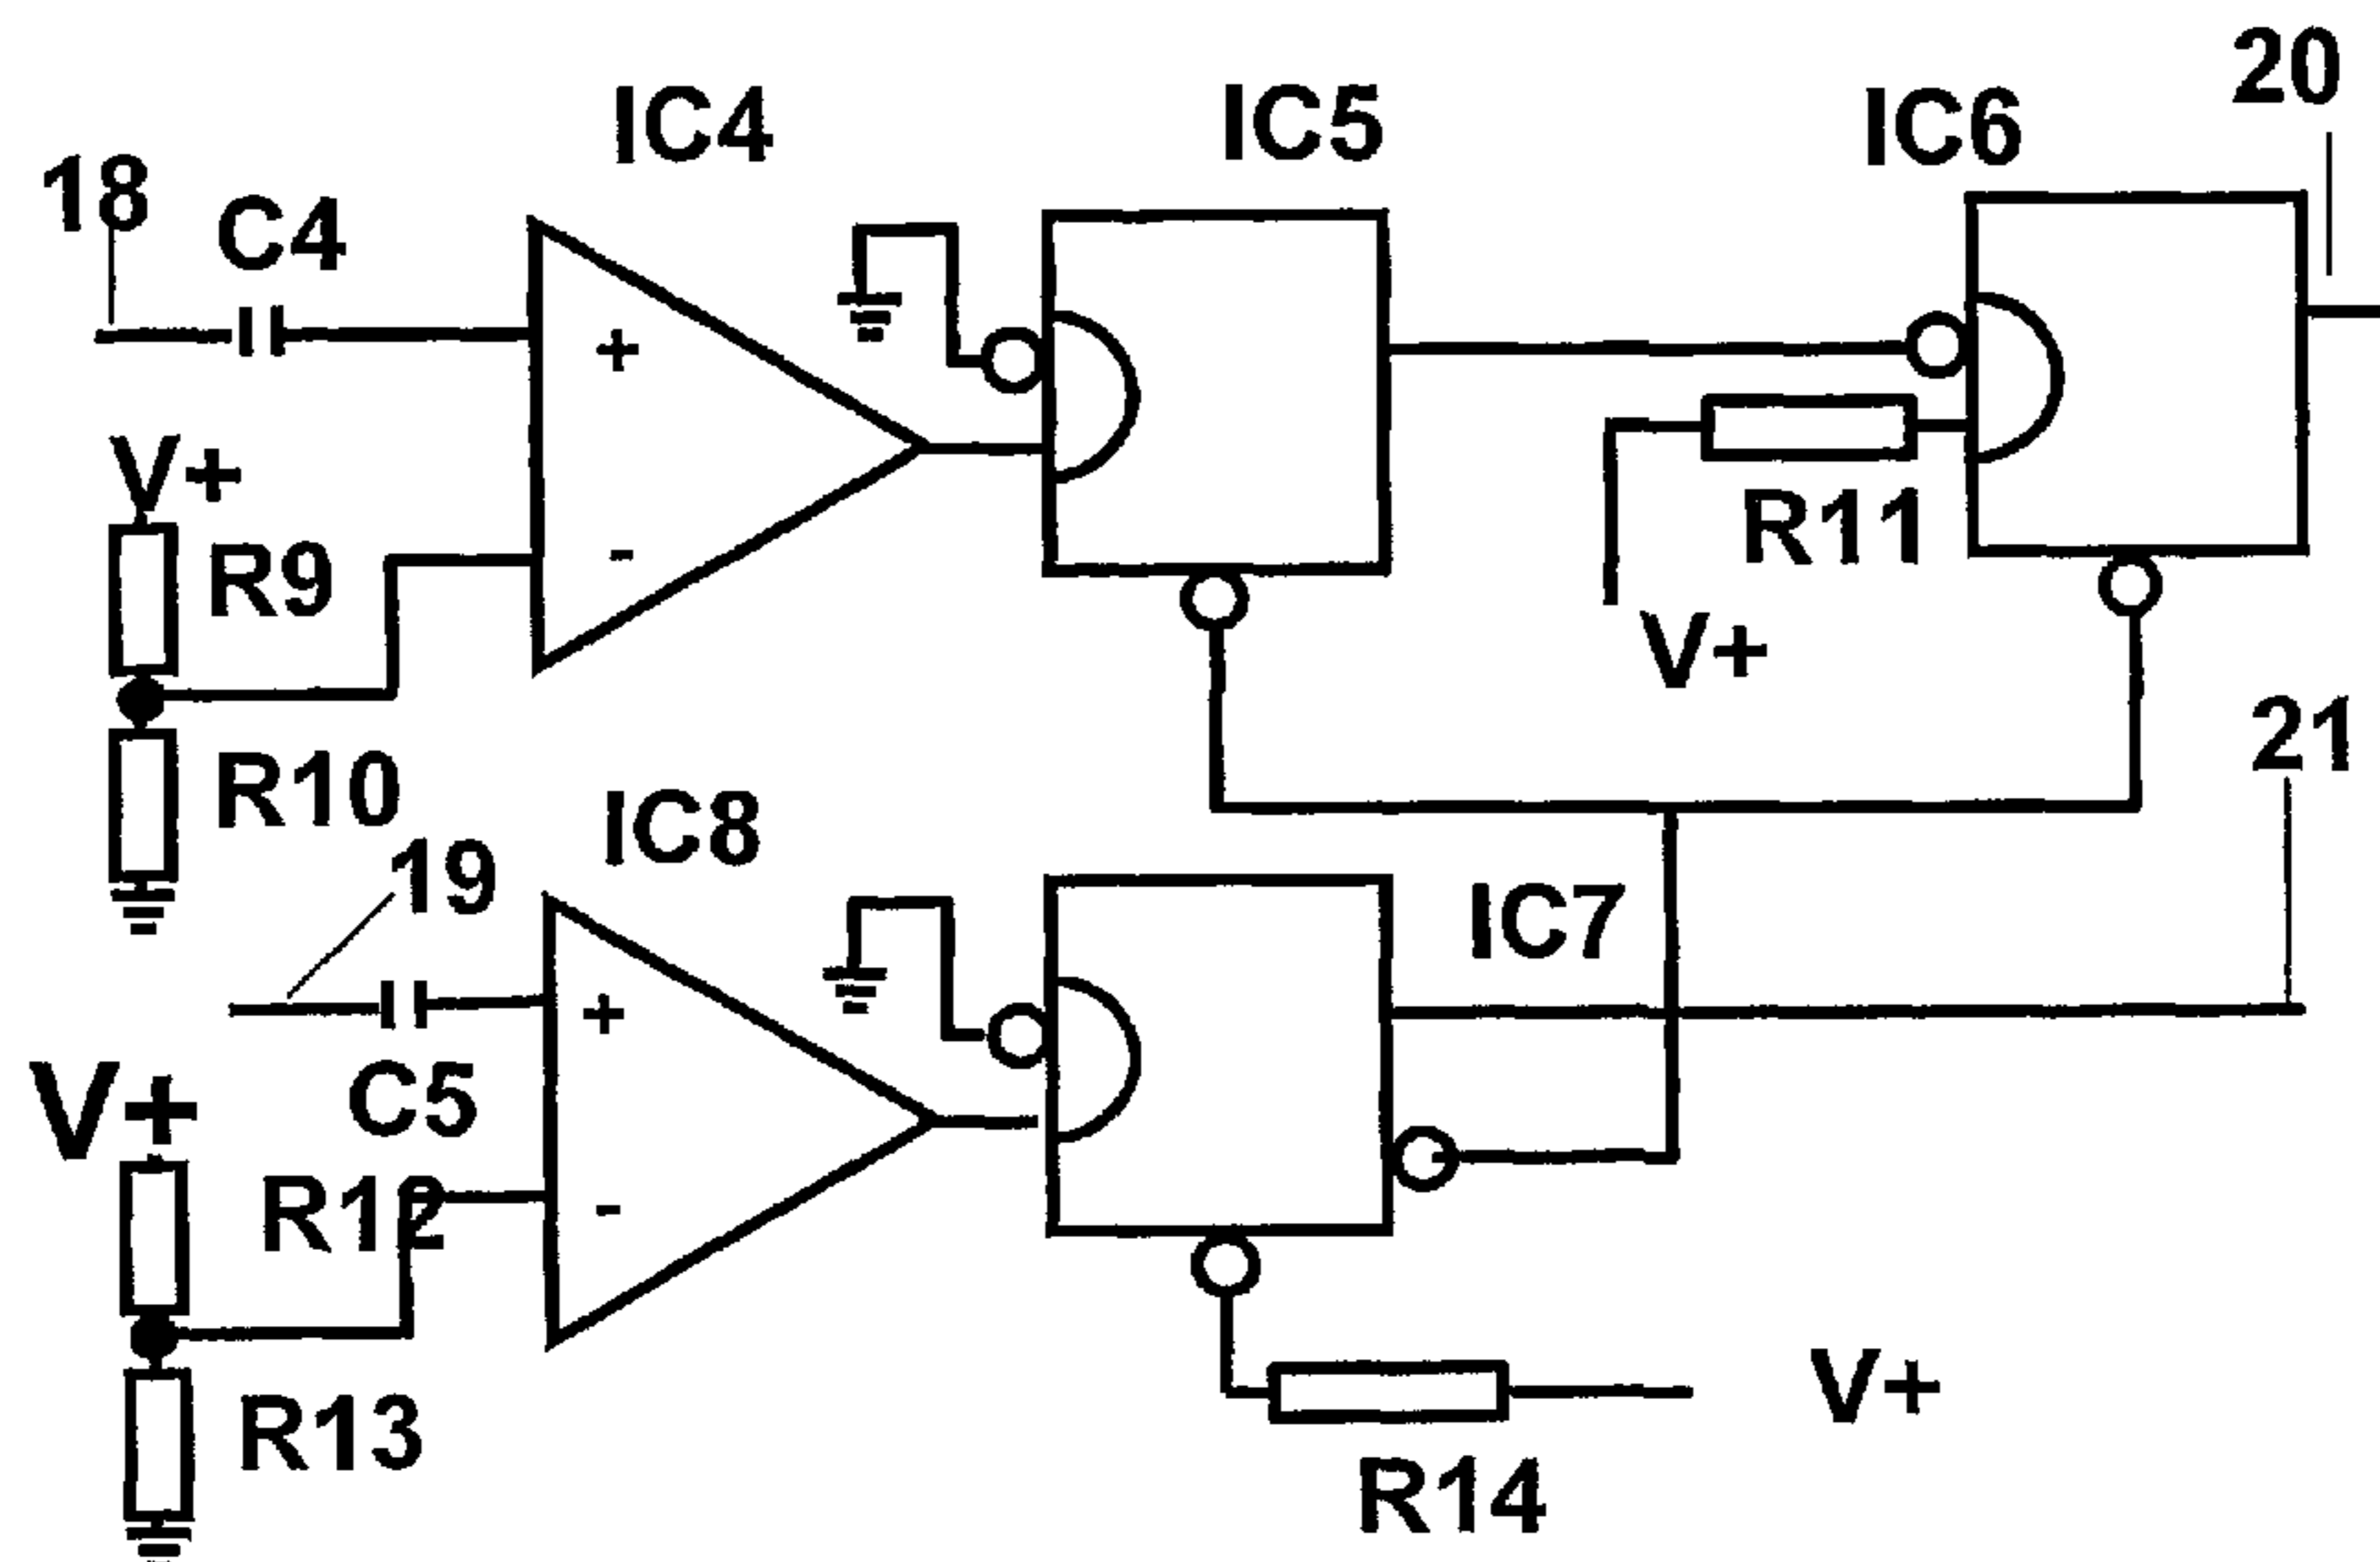 IC4
IC5
IC6
20
18
C4
+
V+
R9
-
R11
V+
R10
21
IC8
19
IC7
+
C5
V+
R12
-
V+
R13
R14